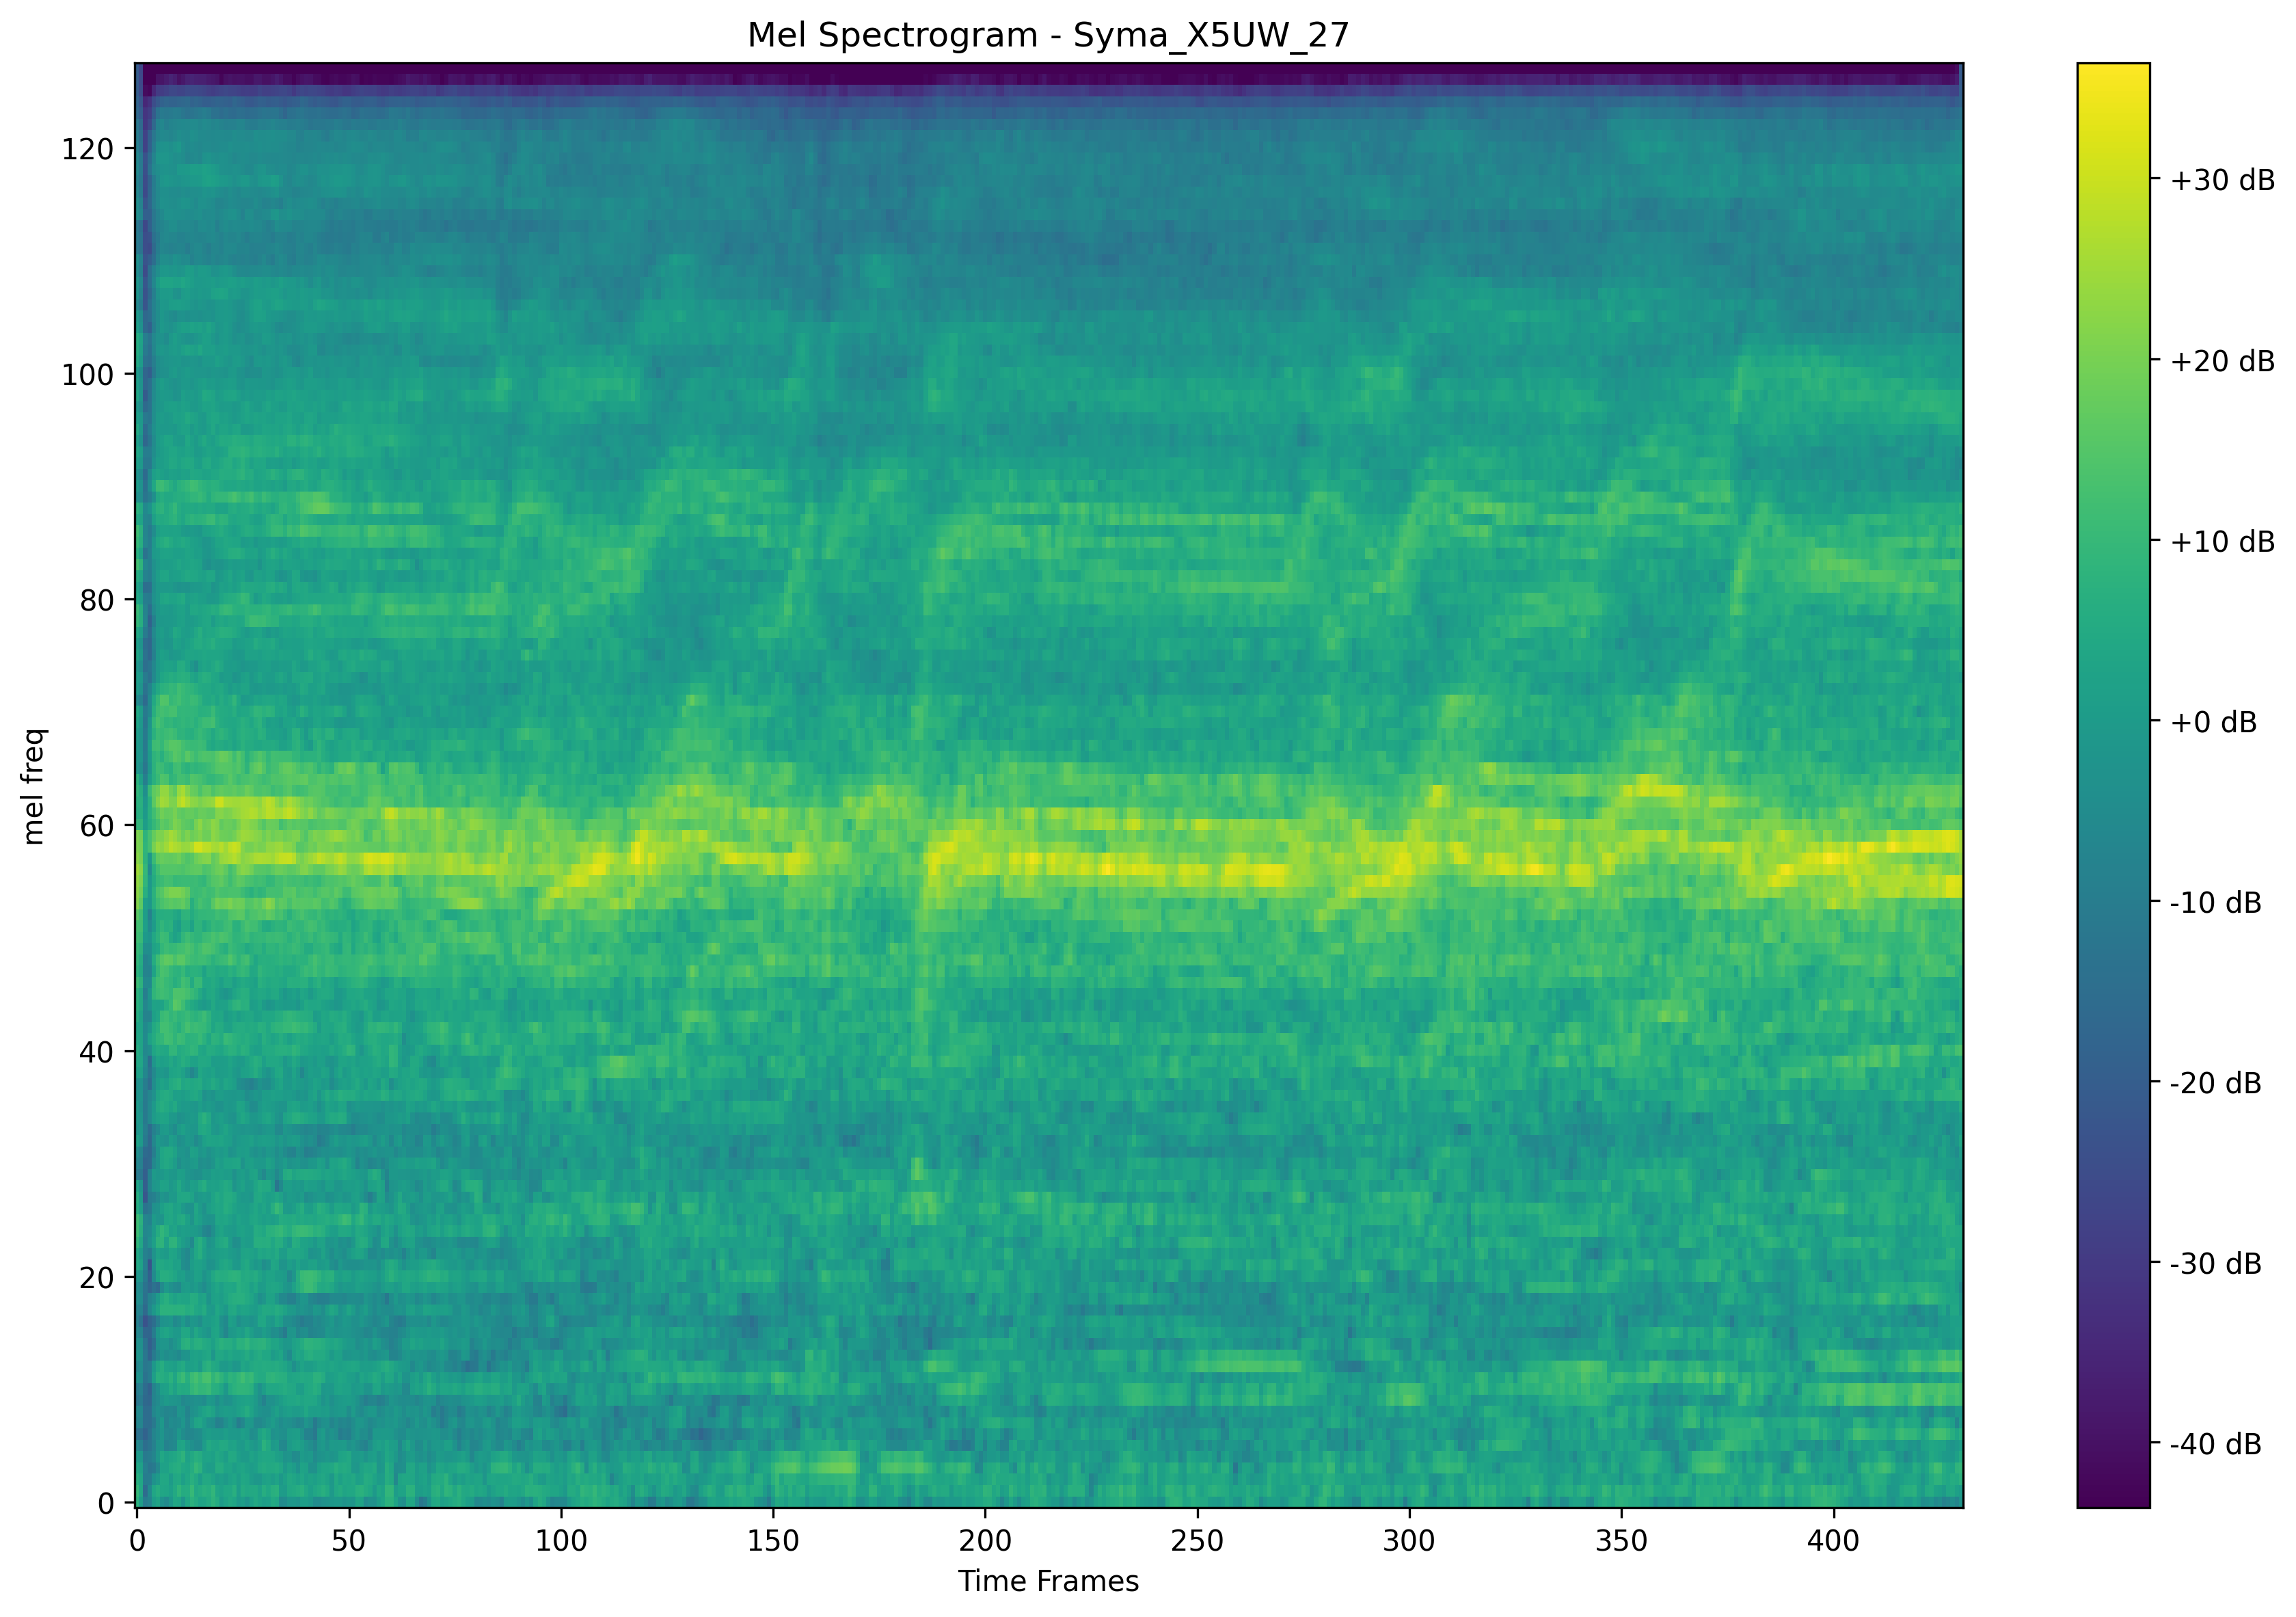 Mel Spectrogram - Syma_X5UW_27
mel freq
120
100
80
60
40
20
0
0 50 100 150 200 250 300 350 400
Time Frames
+30 dB
+20 dB
+10 dB
+0 dB
-10 dB
-20 dB
-30 dB
-40 dB